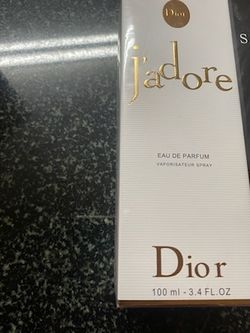 Dior
j'adore
EAU DE PARFUM
VAPORISATEUR SPRAY
Dior
100 ml - 3.4 FL.OZ
S